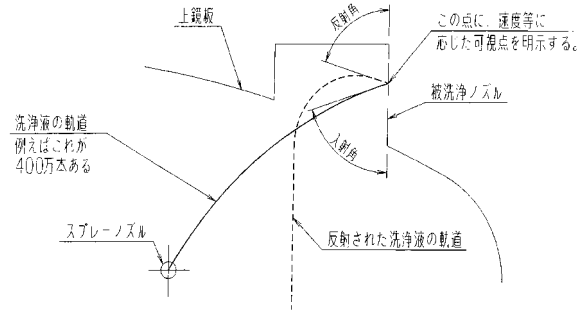 上鏡板
反射角
この点に、速度等に
応じた可視点を明示する。
被洗浄ノズル
洗浄液の軌道
例えばこれが
400万本ある
入射角
スプレーノズル
反射された洗浄液の軌道